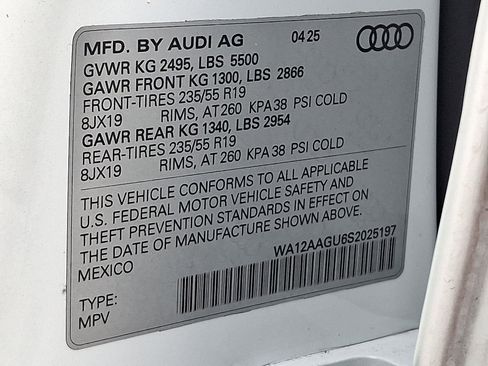 MFD. BY AUDI AG 04 25
GVWR KG 2495, LBS 5500
GAWR FRONT KG 1300, LBS 2866
FRONT-TIRES 235/55 R19
8JX19 RIMS, AT 260 KPA 38 PSI COLD
GAWR REAR KG 1340, LBS 2954
REAR-TIRES 235/55 R19
8JX19 RIMS, AT 260 KPA 38 PSI COLD
THIS VEHICLE CONFORMS TO ALL APPLICABLE
U.S. FEDERAL MOTOR VEHICLE SAFETY AND
THEFT PREVENTION STANDARDS IN EFFECT ON
THE DATE OF MANUFACTURE SHOWN ABOVE.
MEXICO
WA12AAGU6S2025197
TYPE:
MPV